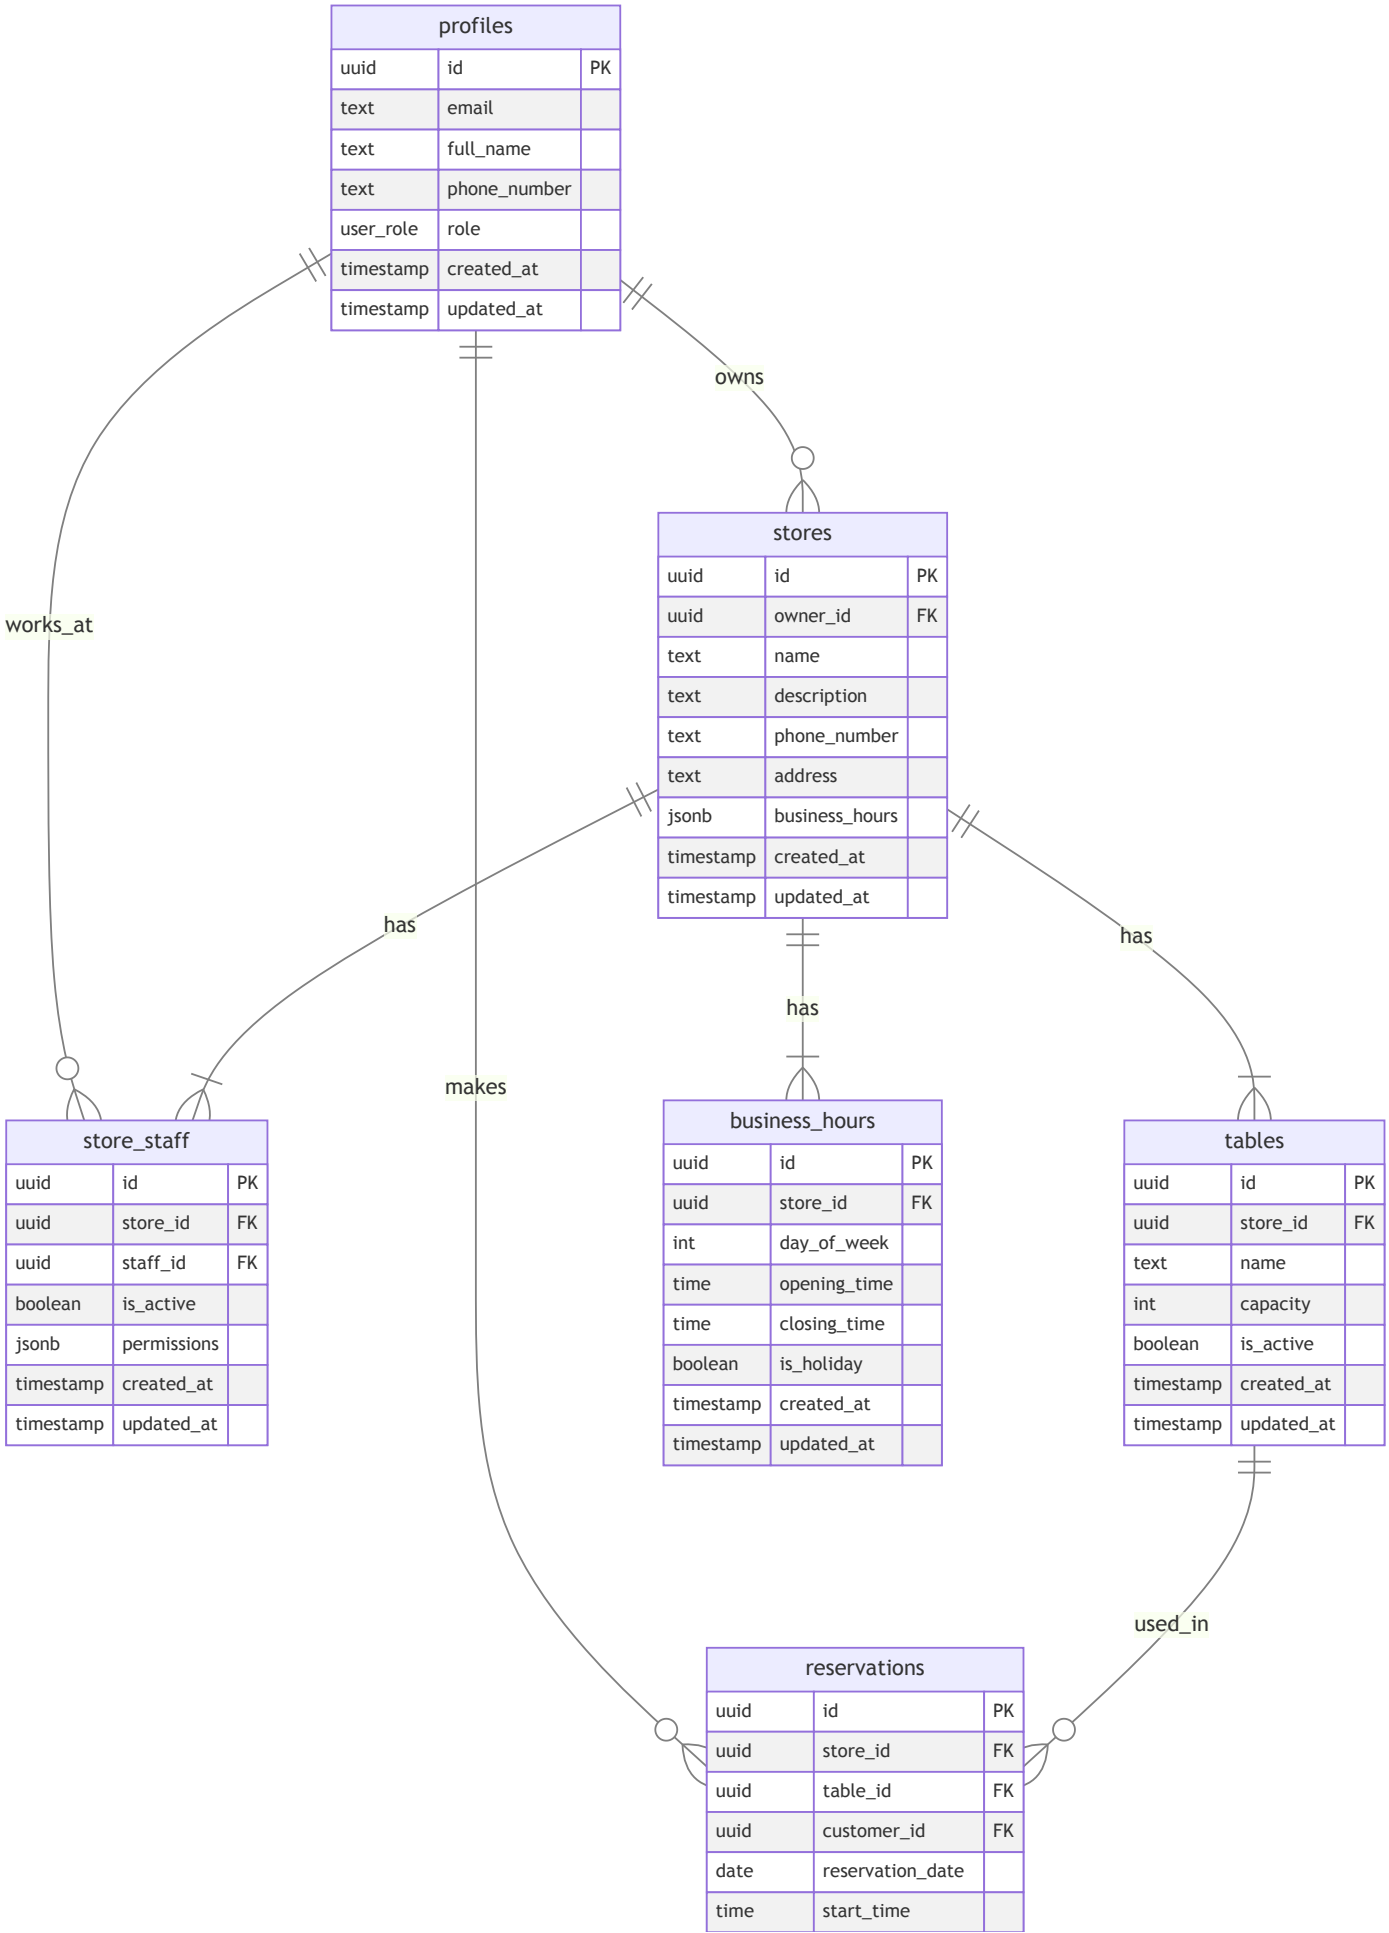 profiles
uuid id PK
text email
text full_name
text phone_number
user_role role
timestamp created_at
timestamp updated_at
owns
stores
uuid id PK
uuid owner_id FK
text name
text description
text phone_number
text address
jsonb business_hours
timestamp created_at
timestamp updated_at
works_at
has
has
has
makes
store_staff
uuid id PK
uuid store_id FK
uuid staff_id FK
boolean is_active
jsonb permissions
timestamp created_at
timestamp updated_at
business_hours
uuid id PK
uuid store_id FK
int day_of_week
time opening_time
time closing_time
boolean is_holiday
timestamp created_at
timestamp updated_at
tables
uuid id PK
uuid store_id FK
text name
int capacity
boolean is_active
timestamp created_at
timestamp updated_at
used_in
reservations
uuid id PK
uuid store_id FK
uuid table_id FK
uuid customer_id FK
date reservation_date
time start_time